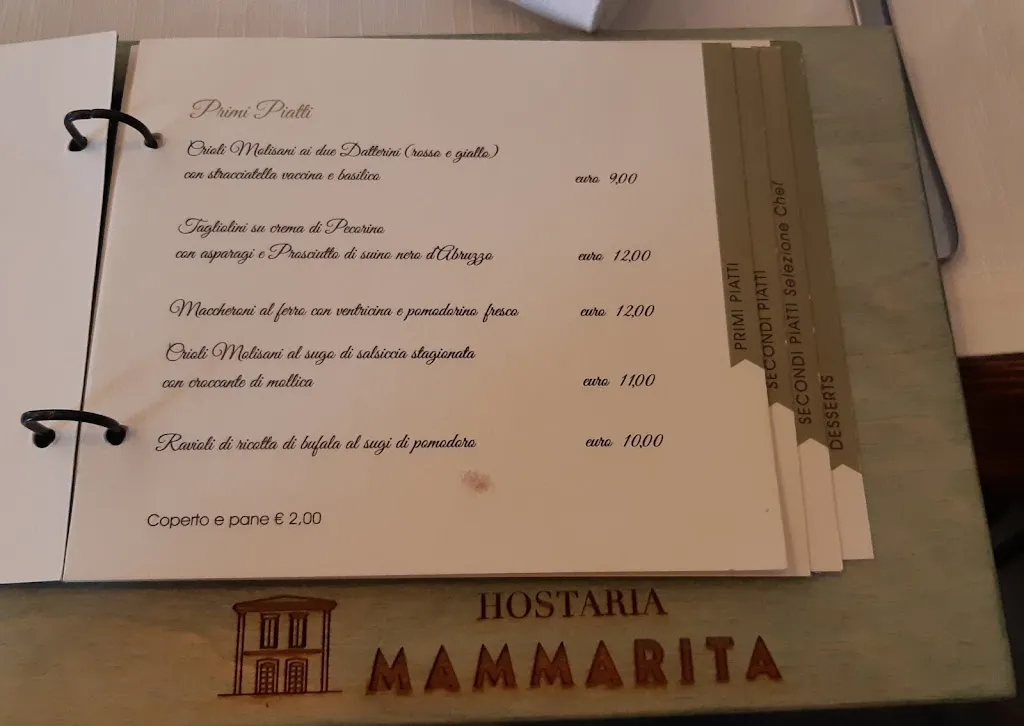 Primi Piatti
Crioli Molisani ai due Datterini (rosso e giallo)
con stracciatella vaccina e basilico euro 9,00
Tagliolini su crema di Pecorino
con asparagi e Prosciutto di suino nero d'Abruzzo euro 12,00
Maccheroni al ferro con ventricina e pomodorino fresco euro 12,00
Crioli Molisani al sugo di salsiccia stagionata
con croccante di mollica euro 11,00
Ravioli di ricotta di bufala al sugi di pomodoro euro 10,00
Coperto e pane € 2,00
PRIMI PIATTI
SECONDI PIATTI
SECONDI PIATTI Selezione Chef
DESSERTS
HOSTARIA
MAMMARITA